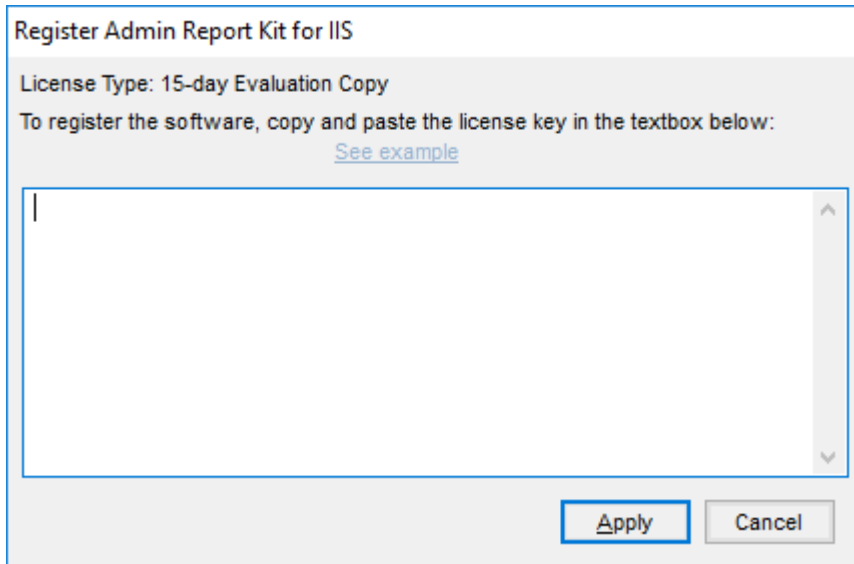 Register Admin Report Kit for IIS
License Type: 15-day Evaluation Copy
To register the software, copy and paste the license key in the textbox below:
See example
Apply Cancel